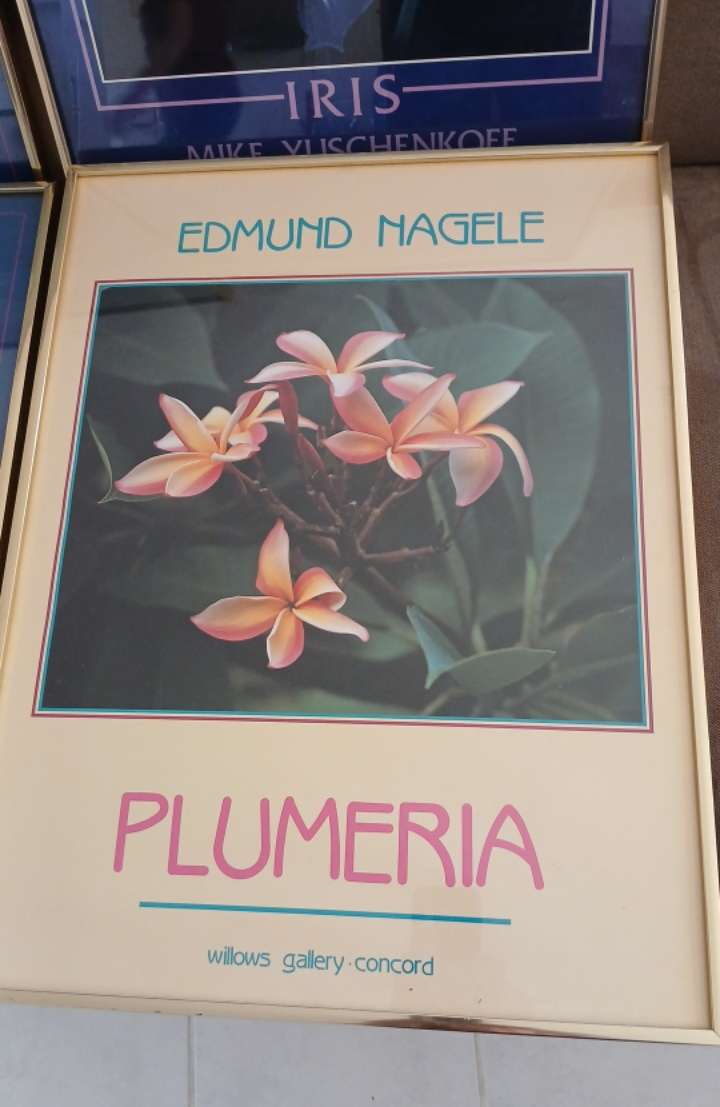 IRIS
MIKE YUSCHENKOFF
EDMUND NAGELE
PLUMERIA
willows gallery · concord